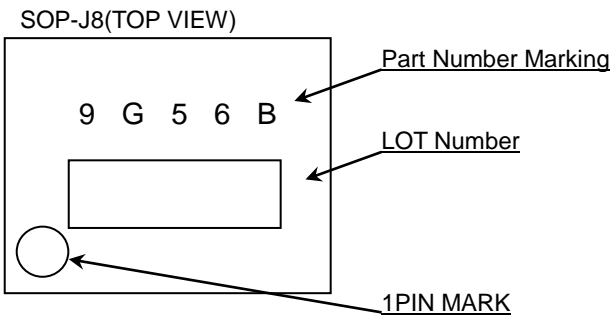 SOP-J8(TOP VIEW)
Part Number Marking
9 G 5 6 B
LOT Number
1PIN MARK